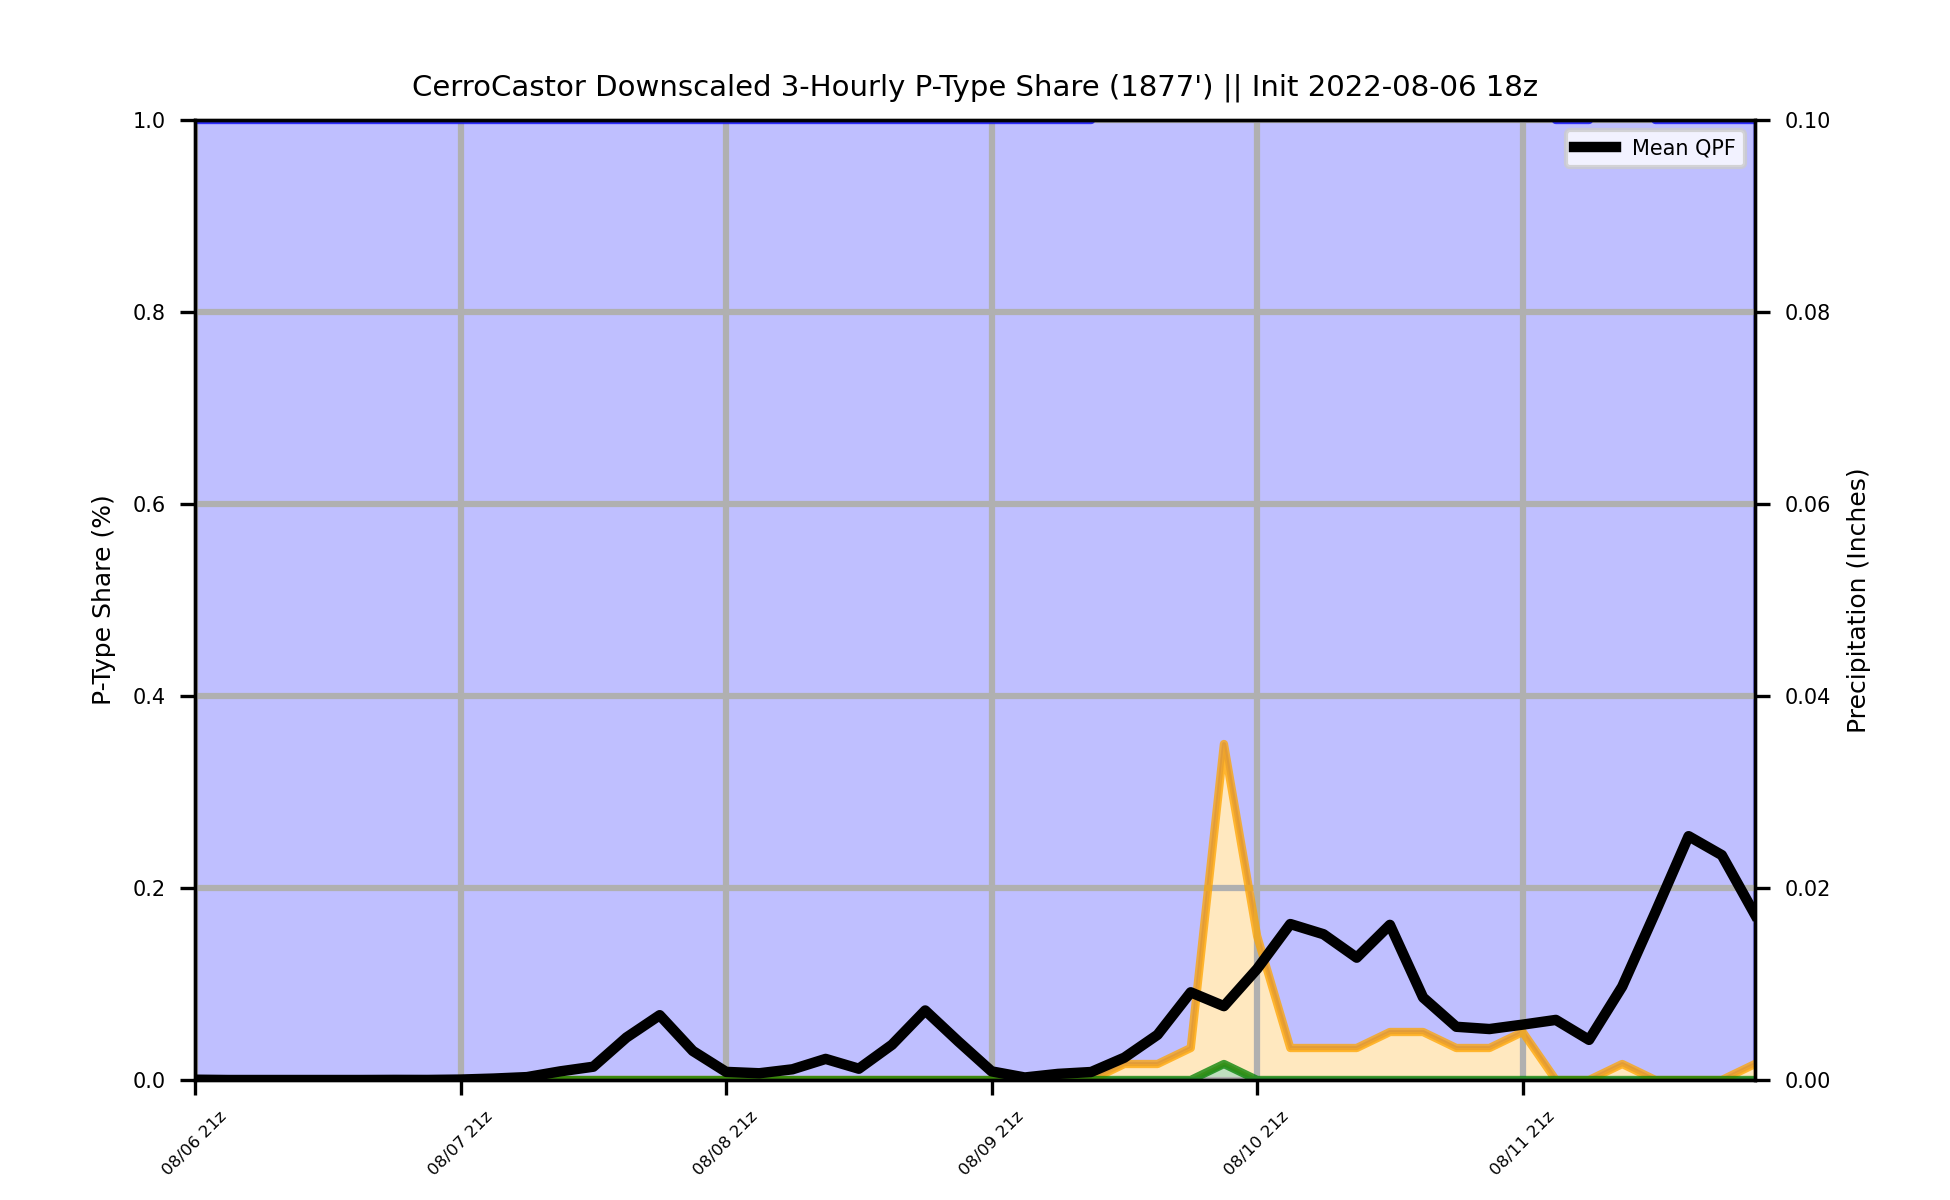 CerroCastor Downscaled 3-Hourly P-Type Share (1877') || Init 2022-08-06 18z
Mean QPF
P-Type Share (%)
1.0
0.8
0.6
0.4
0.2
0.0
0.10
0.08
0.06
0.04
0.02
0.00
Precipitation (Inches)
08/06 21z
08/07 21z
08/08 21z
08/09 21z
08/10 21z
08/11 21z